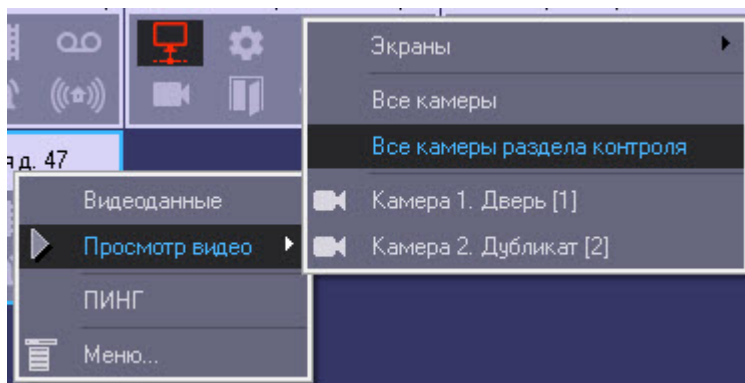 Экраны
Все камеры
Все камеры раздела контроля
Камера 1. Дверь [1]
Камера 2. Дубликат [2]
я д. 47
Видеоданные
Просмотр видео
ПИНГ
Меню...